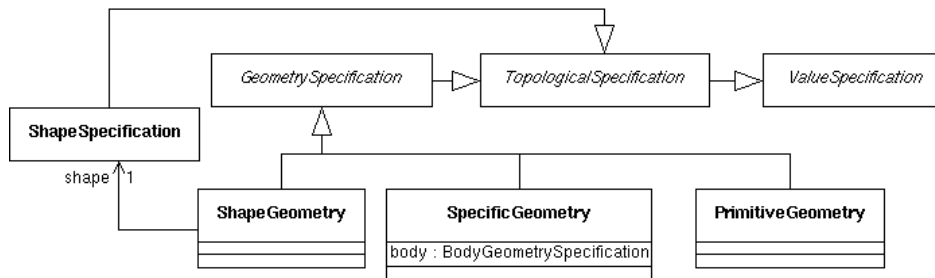 GeometrySpecification
TopologicalSpecification
ValueSpecification
ShapeSpecification
shape 1
ShapeGeometry
SpecificGeometry
PrimitiveGeometry
body : BodyGeometrySpecification